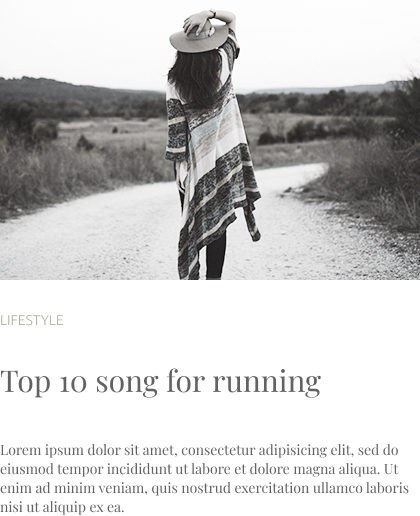 LIFESTYLE
Top 10 song for running
Lorem ipsum dolor sit amet, consectetur adipisicing elit, sed do
eiusmod tempor incididunt ut labore et dolore magna aliqua. Ut
enim ad minim veniam, quis nostrud exercitation ullamco laboris
nisi ut aliquip ex ea.